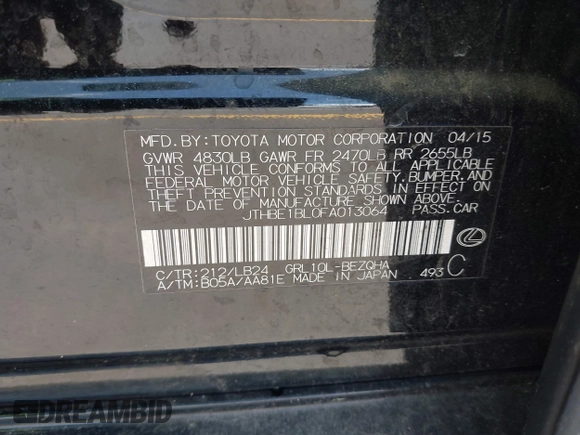 MFD.BY:TOYOTA MOTOR CORPORATION 04/15
GVWR 4830LB GAWR FR 2470LB RR 2655LB
THIS VEHICLE CONFORMS TO ALL APPLICABLE
FEDERAL MOTOR VEHICLE SAFETY, BUMPER, AND
THEFT PREVENTION STANDARDS IN EFFECT ON
THE DATE OF MANUFACTURE SHOWN ABOVE.
JTHBE1BL0FA013064 PASS.CAR
C/TR:212/LB24 GRL10L-BEZQHA
A/TM:B05A/AA81E MADE IN JAPAN 493 C
DREAMBID